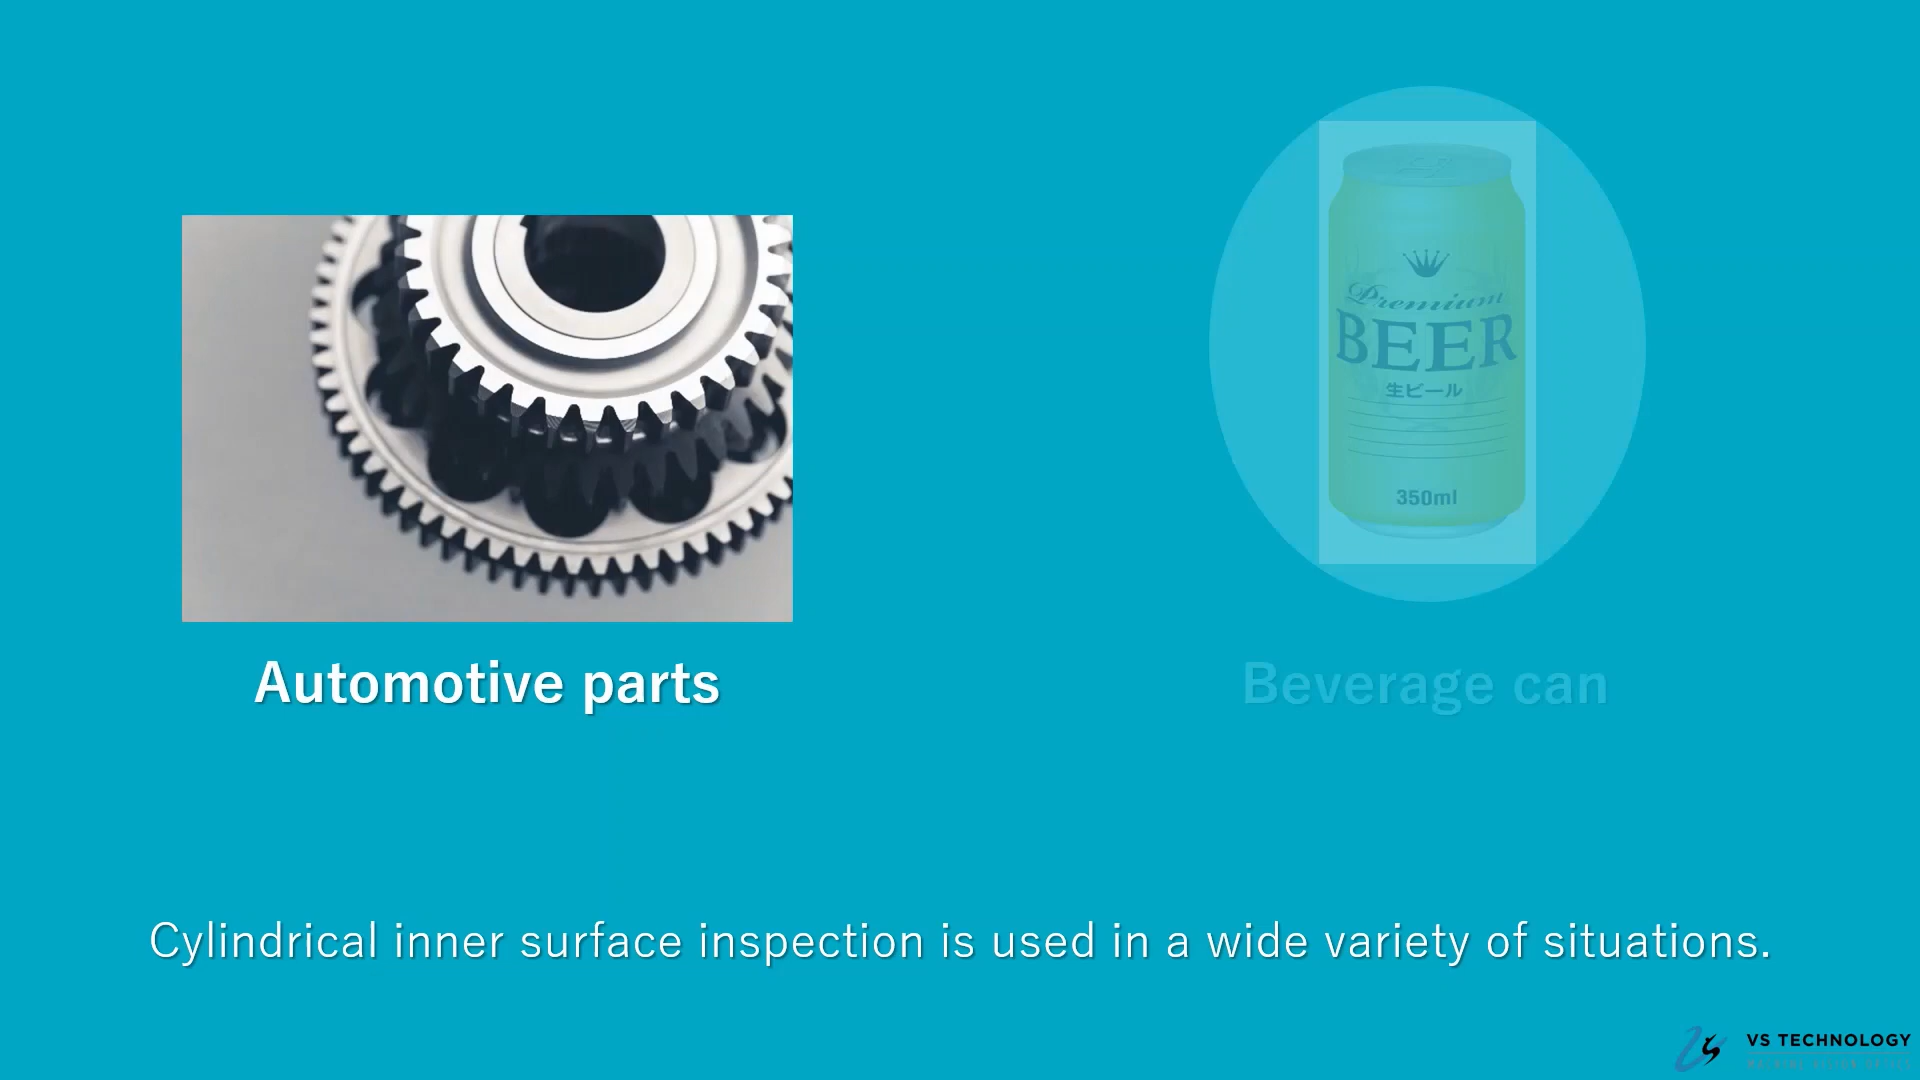 Premium
BEER
生ビール
350ml
Automotive parts
Beverage can
Cylindrical inner surface inspection is used in a wide variety of situations.
VS TECHNOLOGY